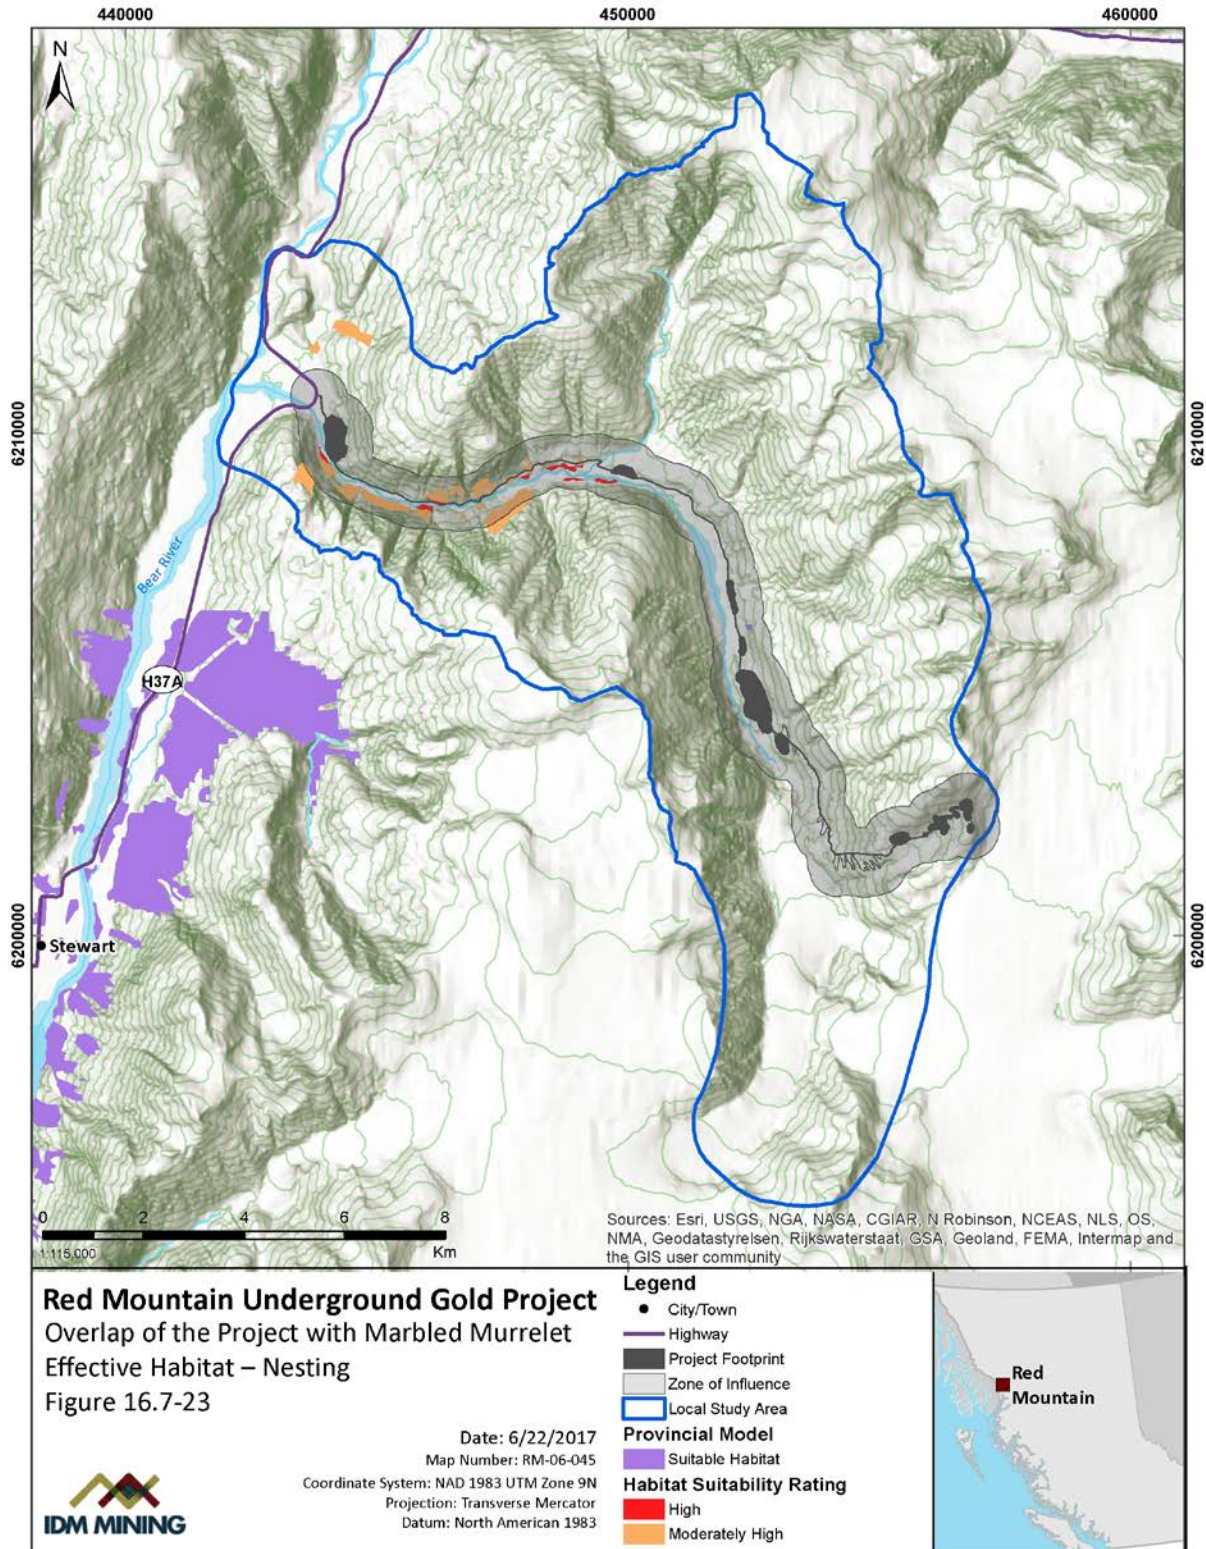 440000
450000
460000
N
6210000
6210000
Bear River
H37A
6200000
6200000
Stewart
0
2
4
6
8
Km
1:115,000
Sources: Esri, USGS, NGA, NASA, CGIAR, N Robinson, NCEAS, NLS, OS,
NMA, Geodatastyrelsen, Rijkswaterstaat, GSA, Geoland, FEMA, Intermap and
the GIS user community
Red Mountain Underground Gold Project
Overlap of the Project with Marbled Murrelet
Effective Habitat – Nesting
Figure 16.7-23
Date: 6/22/2017
Map Number: RM-06-045
Coordinate System: NAD 1983 UTM Zone 9N
Projection: Transverse Mercator
Datum: North American 1983
IDM MINING
Legend
City/Town
Highway
Project Footprint
Zone of Influence
Local Study Area
Provincial Model
Suitable Habitat
Habitat Suitability Rating
High
Moderately High
Red
Mountain